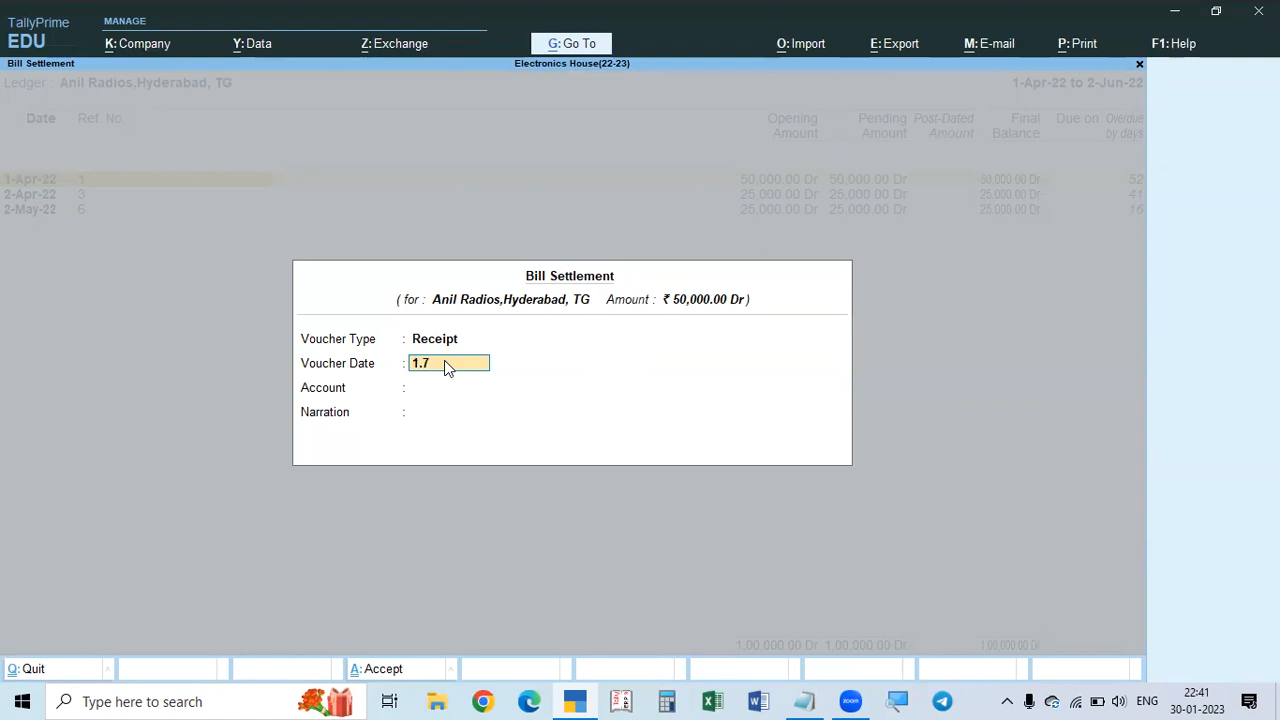 TallyPrime
EDU
MANAGE
K: Company
Y: Data
Z: Exchange
G: Go To
O: Import
E: Export
M: E-mail
P: Print
F1: Help
Bill Settlement
Electronics House(22-23)
Ledger : Anil Radios,Hyderabad, TG
1-Apr-22 to 2-Jun-22
Date Ref. No. Opening Amount Pending Amount Post-Dated Amount Final Balance Due on Overdue by days
1-Apr-22 1 50,000.00 Dr 50,000.00 Dr 50,000.00 Dr 52
2-Apr-22 3 25,000.00 Dr 25,000.00 Dr 25,000.00 Dr 41
2-May-22 6 25,000.00 Dr 25,000.00 Dr 25,000.00 Dr 16
Bill Settlement
( for : Anil Radios,Hyderabad, TG Amount : ₹ 50,000.00 Dr )
Voucher Type : Receipt
Voucher Date : 1.7
Account :
Narration :
1,00,000.00 Dr 1,00,000.00 Dr 1,00,000.00 Dr
Q: Quit
A: Accept
Type here to search
zoom
ENG
22:41
30-01-2023